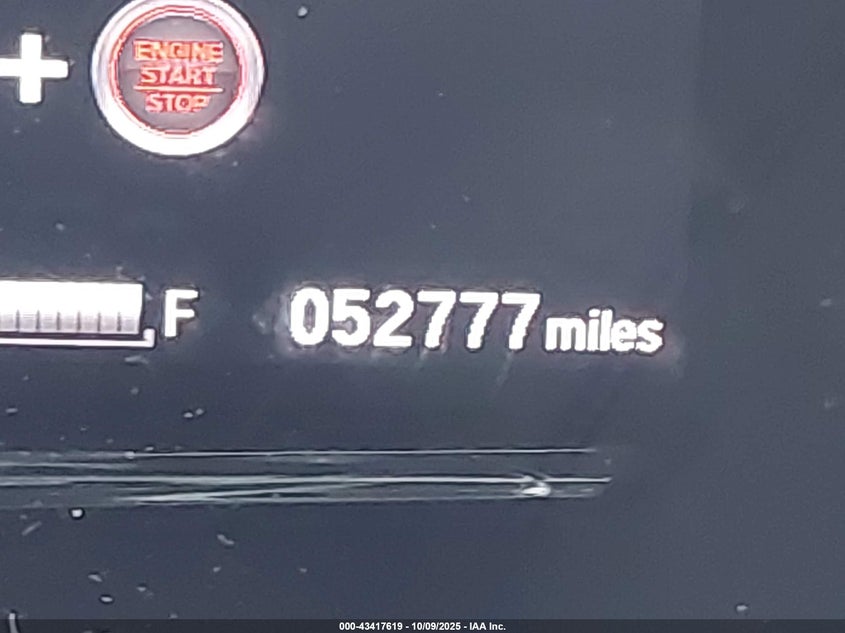 +
ENGINE
START
STOP
F
052777 miles
000-43417619 - 10/09/2025 - IAA Inc.